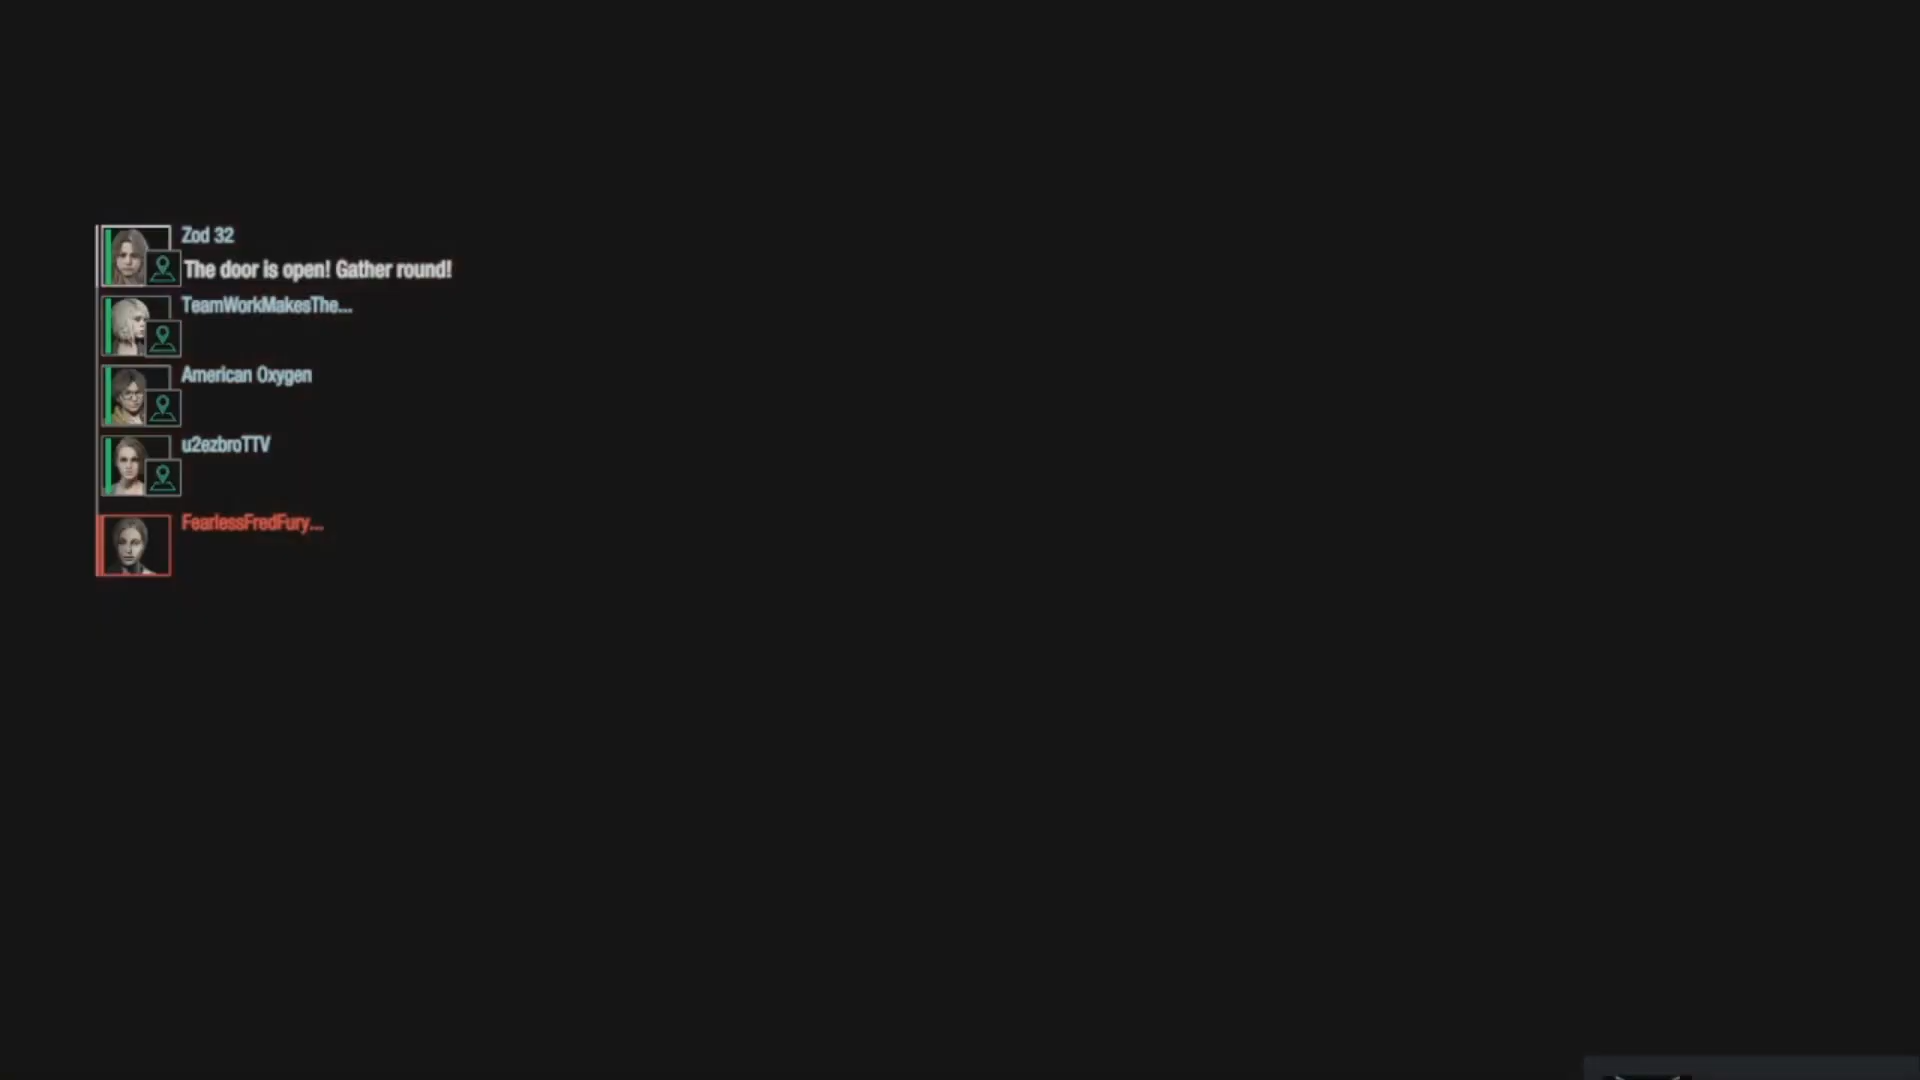 Zod 32
The door is open! Gather round!
TeamWorkMakesThe...
American Oxygen
u2ezbroTTV
FearlessFredFury...